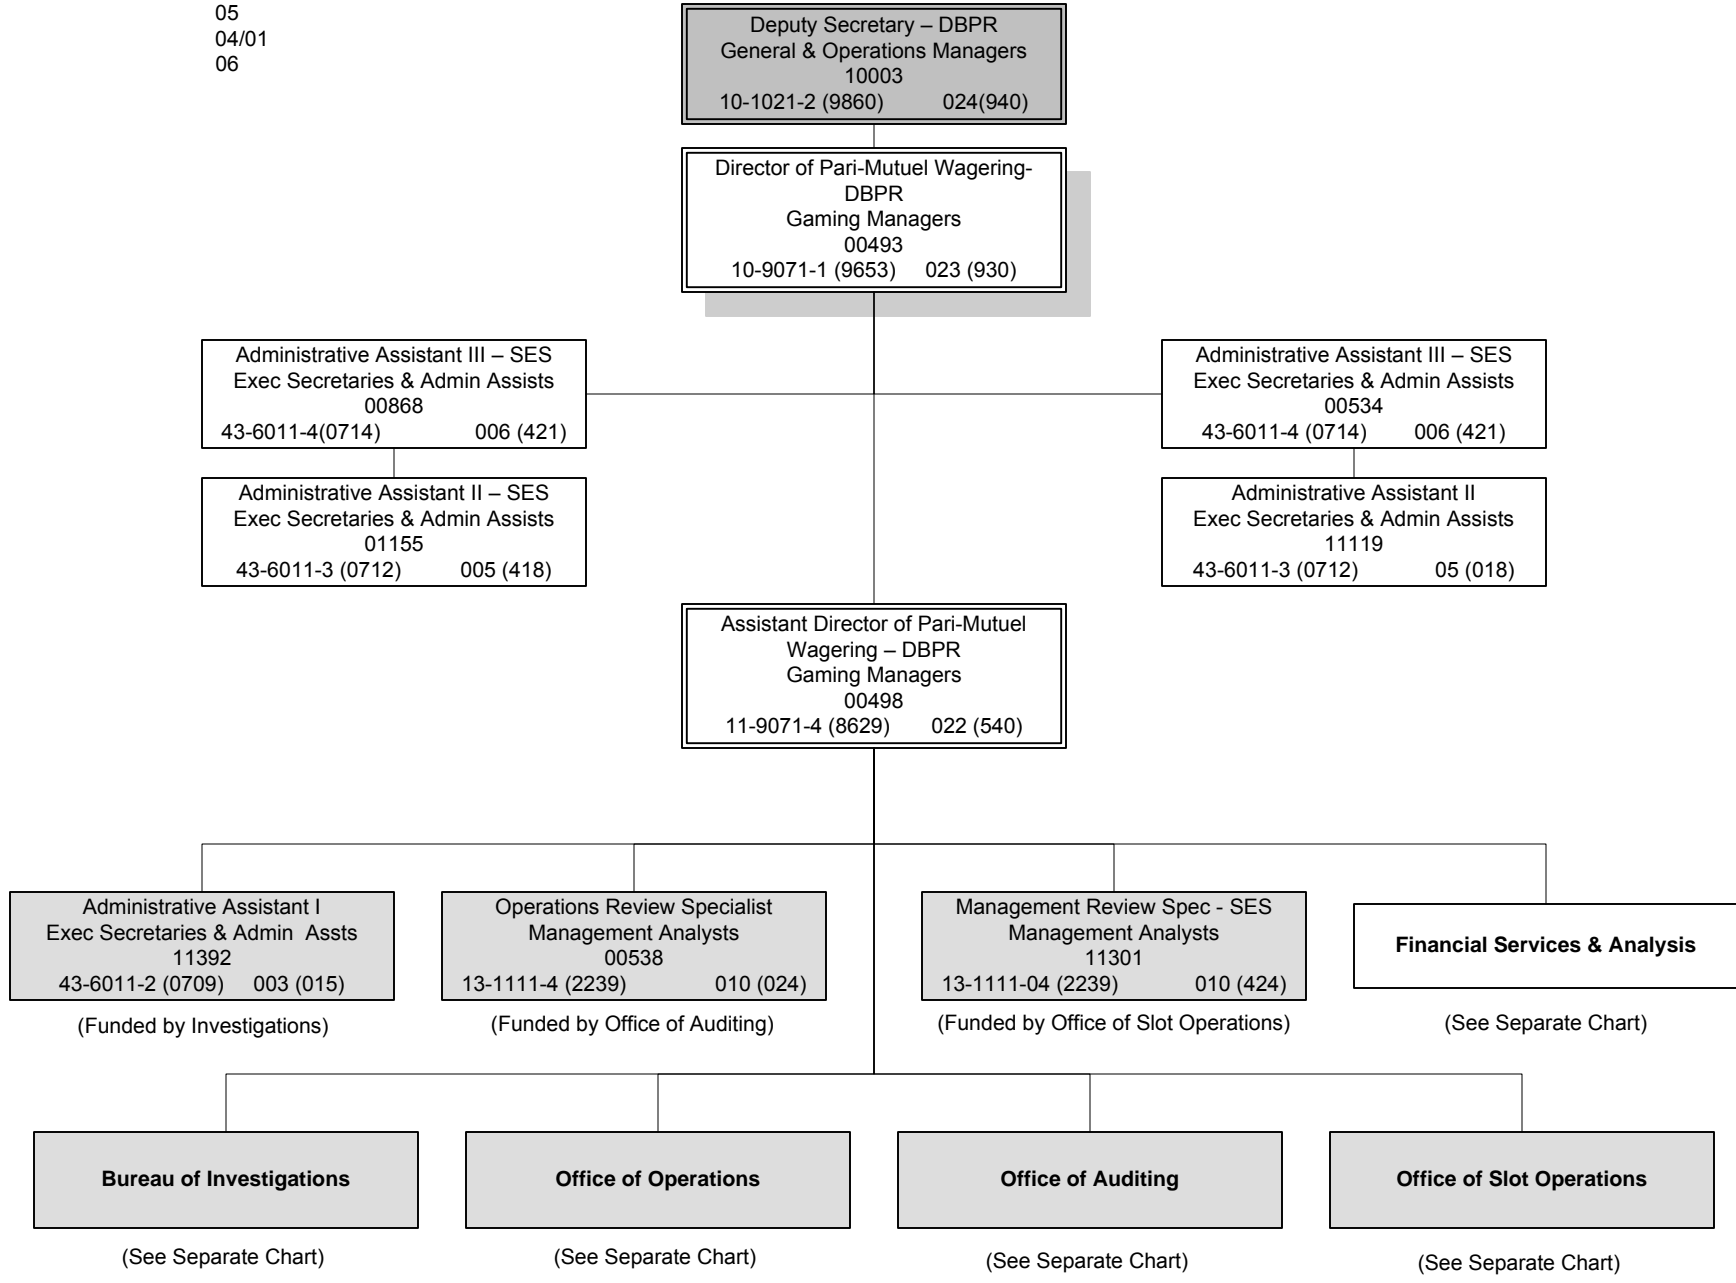 05
04/01
06
Deputy Secretary – DBPR
General & Operations Managers
10003
10-1021-2 (9860) 024(940)
Director of Pari-Mutuel Wagering-
DBPR
Gaming Managers
00493
10-9071-1 (9653) 023 (930)
Administrative Assistant III – SES
Exec Secretaries & Admin Assists
00868
43-6011-4(0714) 006 (421)
Administrative Assistant III – SES
Exec Secretaries & Admin Assists
00534
43-6011-4 (0714) 006 (421)
Administrative Assistant II – SES
Exec Secretaries & Admin Assists
01155
43-6011-3 (0712) 005 (418)
Administrative Assistant II
Exec Secretaries & Admin Assists
11119
43-6011-3 (0712) 05 (018)
Assistant Director of Pari-Mutuel
Wagering – DBPR
Gaming Managers
00498
11-9071-4 (8629) 022 (540)
Administrative Assistant I
Exec Secretaries & Admin Assts
11392
43-6011-2 (0709) 003 (015)
(Funded by Investigations)
Operations Review Specialist
Management Analysts
00538
13-1111-4 (2239) 010 (024)
(Funded by Office of Auditing)
Management Review Spec - SES
Management Analysts
11301
13-1111-04 (2239) 010 (424)
(Funded by Office of Slot Operations)
Financial Services & Analysis
(See Separate Chart)
Bureau of Investigations
(See Separate Chart)
Office of Operations
(See Separate Chart)
Office of Auditing
(See Separate Chart)
Office of Slot Operations
(See Separate Chart)